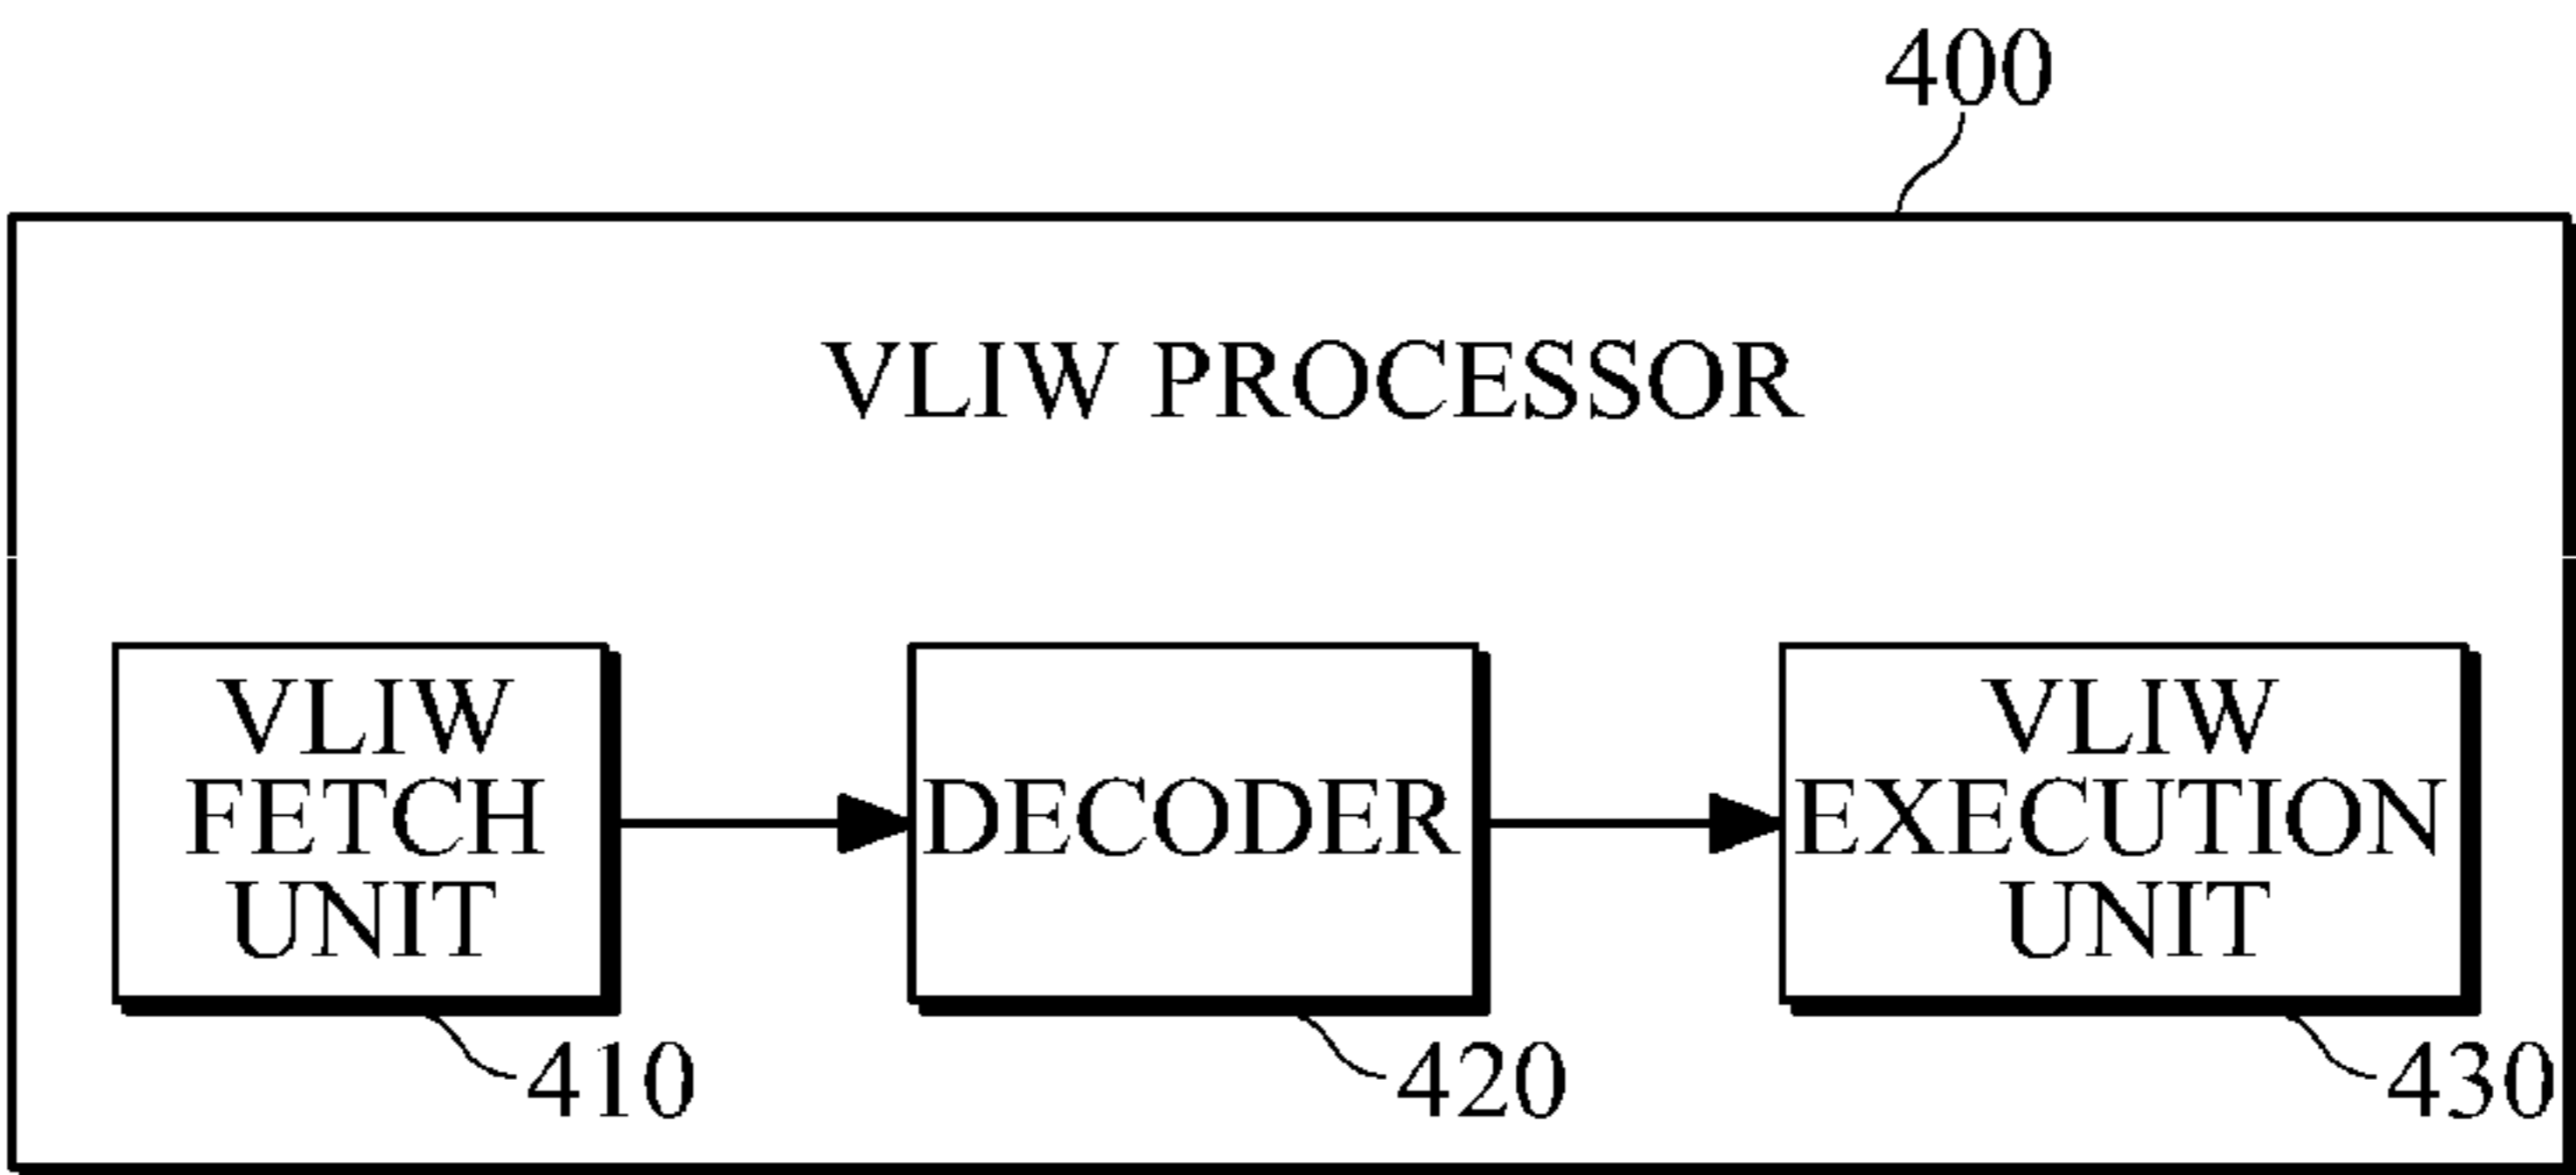 400
VLIW PROCESSOR
VLIW
FETCH
UNIT
DECODER
VLIW
EXECUTION
UNIT
410
420
430